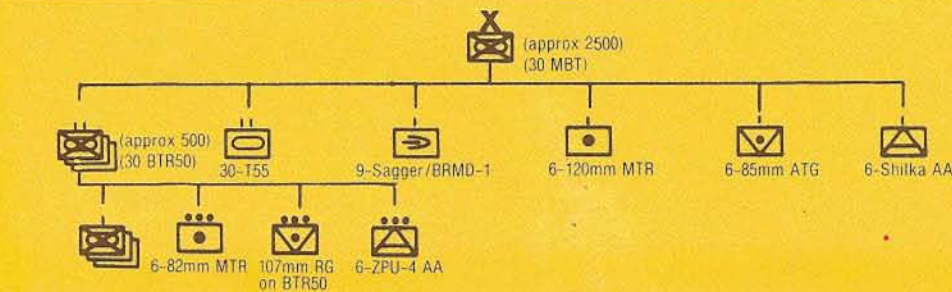 (approx 2500)
(30 MBT)
(approx 500)
(30 BTR50)
30-T55
9-Sagger/BRMD-1
6-120mm MTR
6-85mm ATG
6-Shilka AA
6-82mm MTR
107mm RG
on BTR50
6-ZPU-4 AA